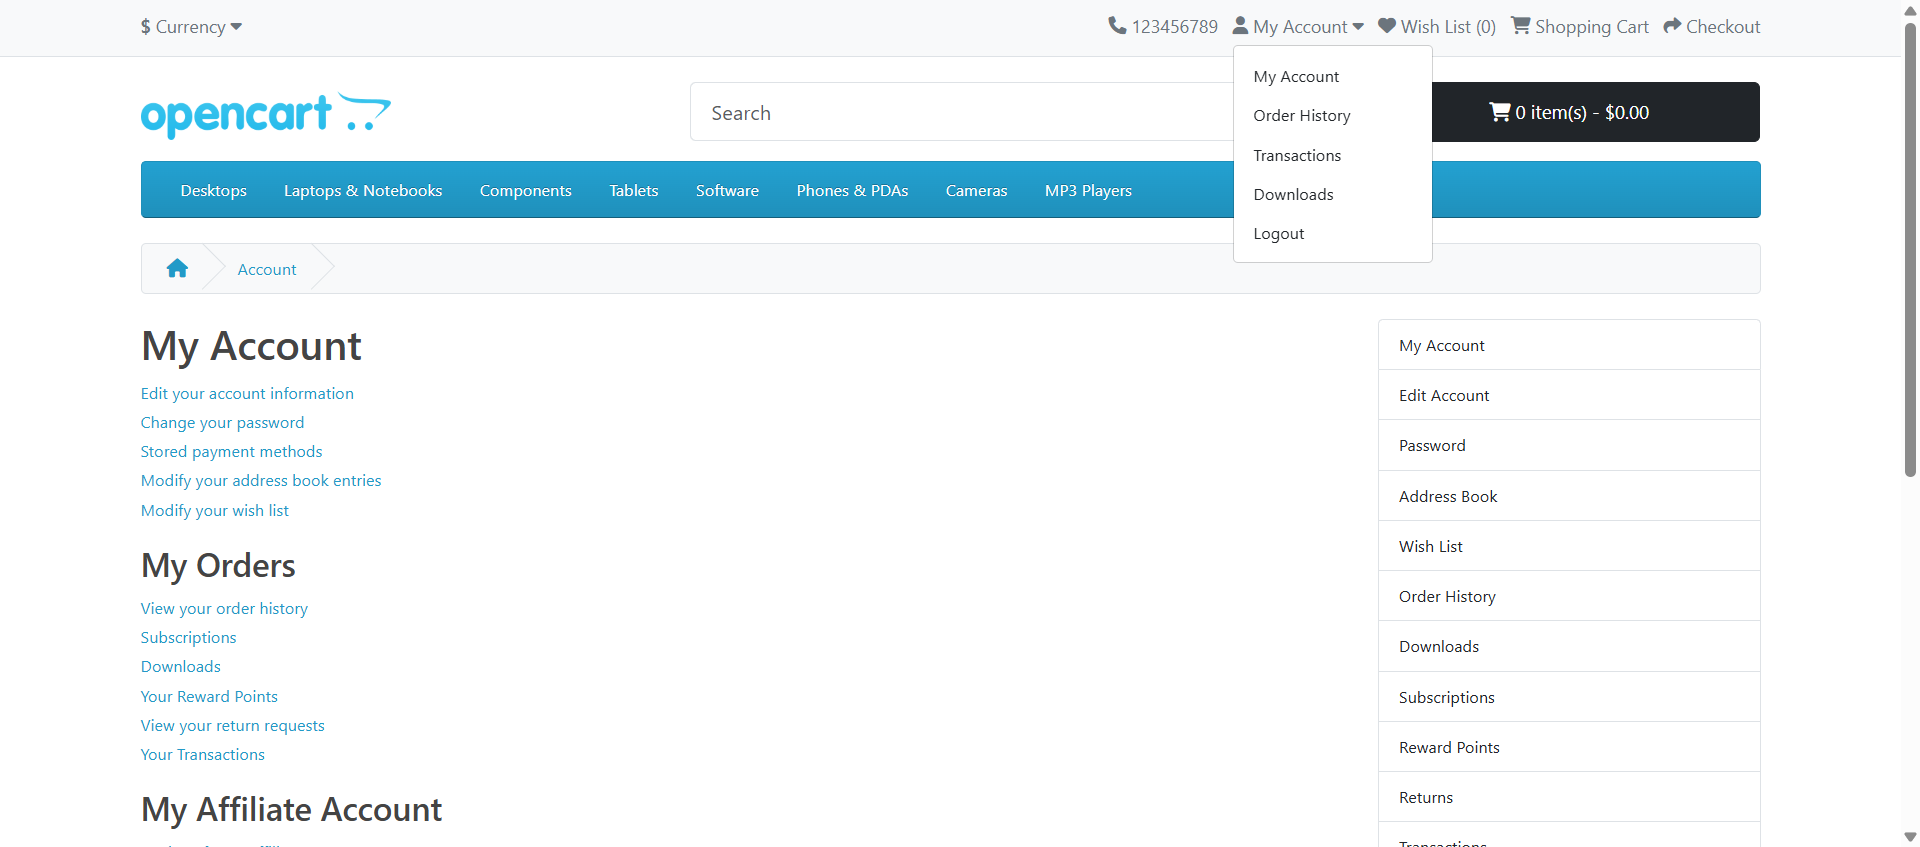 $ Currency
123456789 My Account Wish List (0) Shopping Cart Checkout
My Account
Order History
Transactions
Downloads
Logout
opencart
Search
0 item(s) - $0.00
Desktops Laptops & Notebooks Components Tablets Software Phones & PDAs Cameras MP3 Players
Account
My Account
Edit your account information
Change your password
Stored payment methods
Modify your address book entries
Modify your wish list
My Orders
View your order history
Subscriptions
Downloads
Your Reward Points
View your return requests
Your Transactions
My Affiliate Account
My Account
Edit Account
Password
Address Book
Wish List
Order History
Downloads
Subscriptions
Reward Points
Returns
Transactions